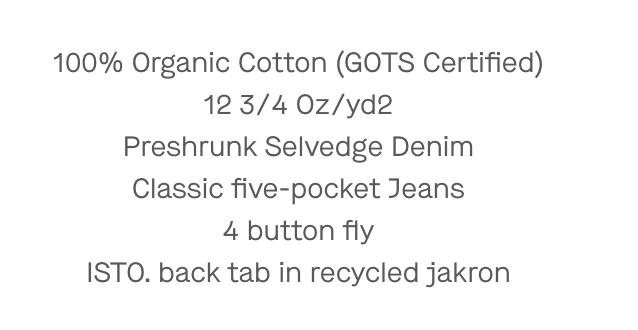 100% Organic Cotton (GOTS Certified)
12 3/4 Oz/yd2
Preshrunk Selvedge Denim
Classic five-pocket Jeans
4 button fly
ISTO. back tab in recycled jakron